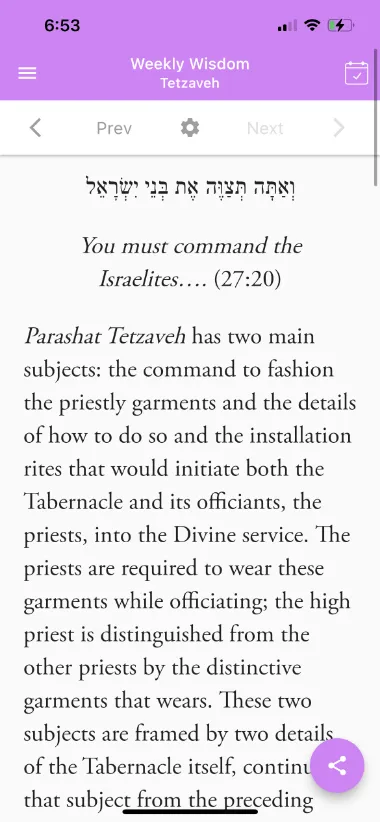 6:53
Weekly Wisdom
Tetzaveh
Prev
Next
וְאַתָּה תְּצַוֶּה אֶת בְּנֵי יִשְׂרָאֵל
You must command the
Israelites…. (27:20)
Parashat Tetzaveh has two main
subjects: the command to fashion
the priestly garments and the details
of how to do so and the installation
rites that would initiate both the
Tabernacle and its officiants, the
priests, into the Divine service. The
priests are required to wear these
garments while officiating; the high
priest is distinguished from the
other priests by the distinctive
garments that wears. These two
subjects are framed by two details
of the Tabernacle itself,
that subject from the preceding